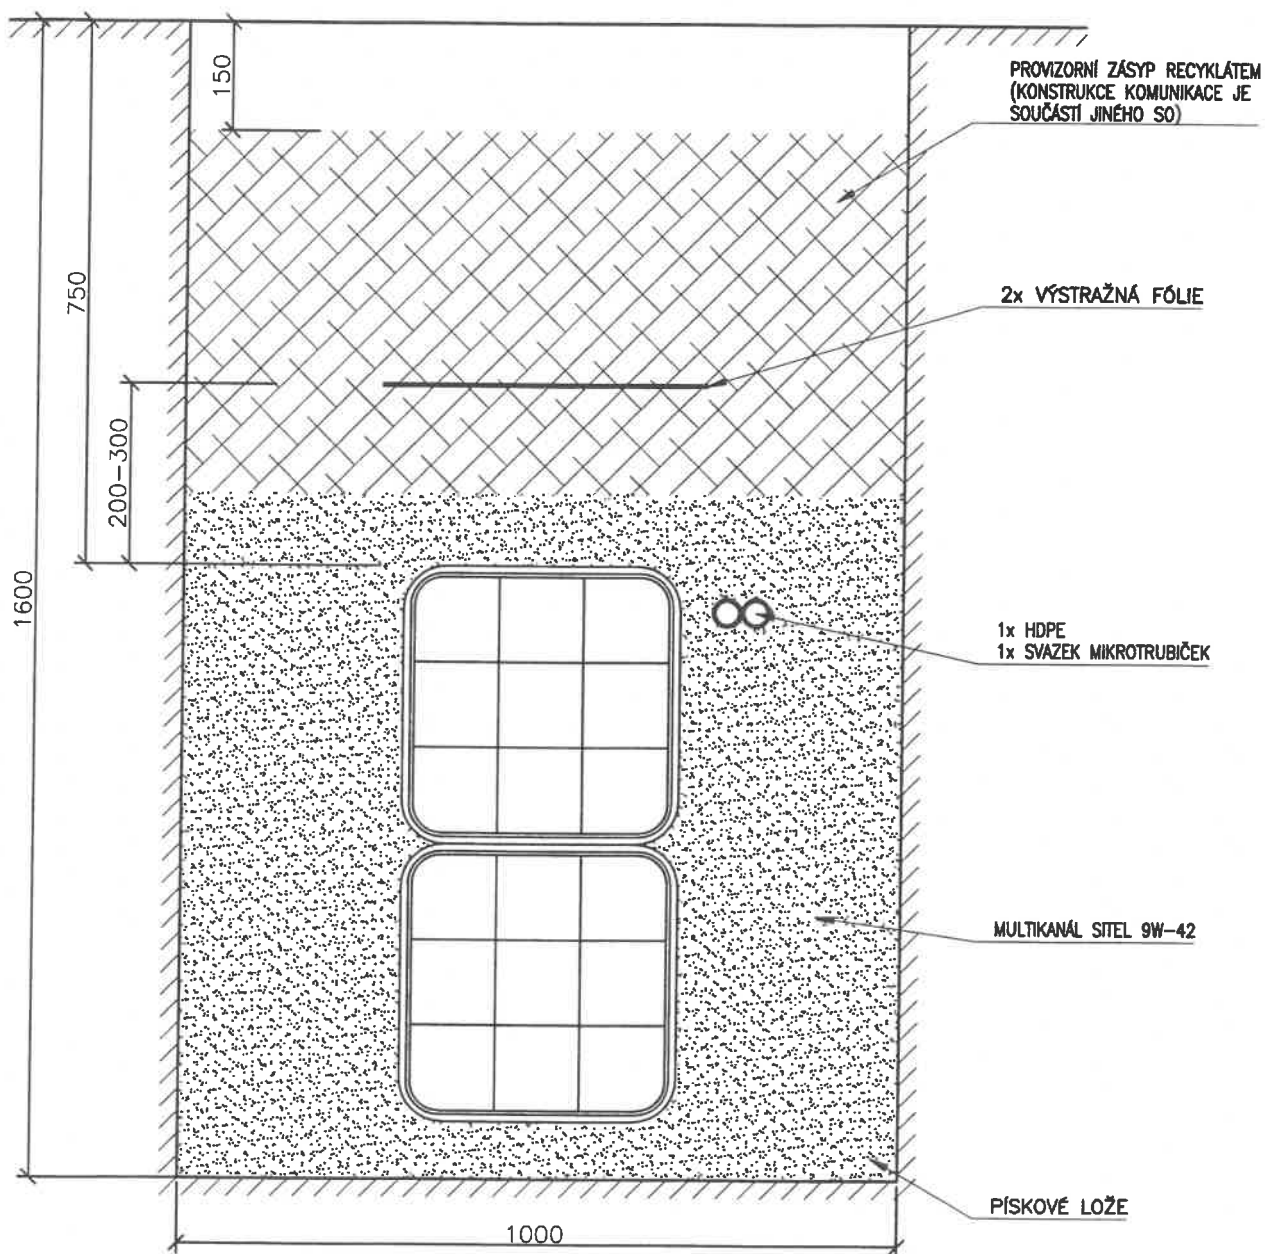 150
PROVIZORNÍ ZÁSYP RECYKLÁTEM
(KONSTRUKCE KOMUNIKACE JE
SOUČÁSTÍ JINÉHO SO)
750
2x VÝSTRAŽNÁ FÓLIE
200-300
1600
1x HDPE
1x SVAZEK MIKROTRUBIČEK
MULTIKANÁL SITEL 9W-42
PÍSKOVÉ LOŽE
1000